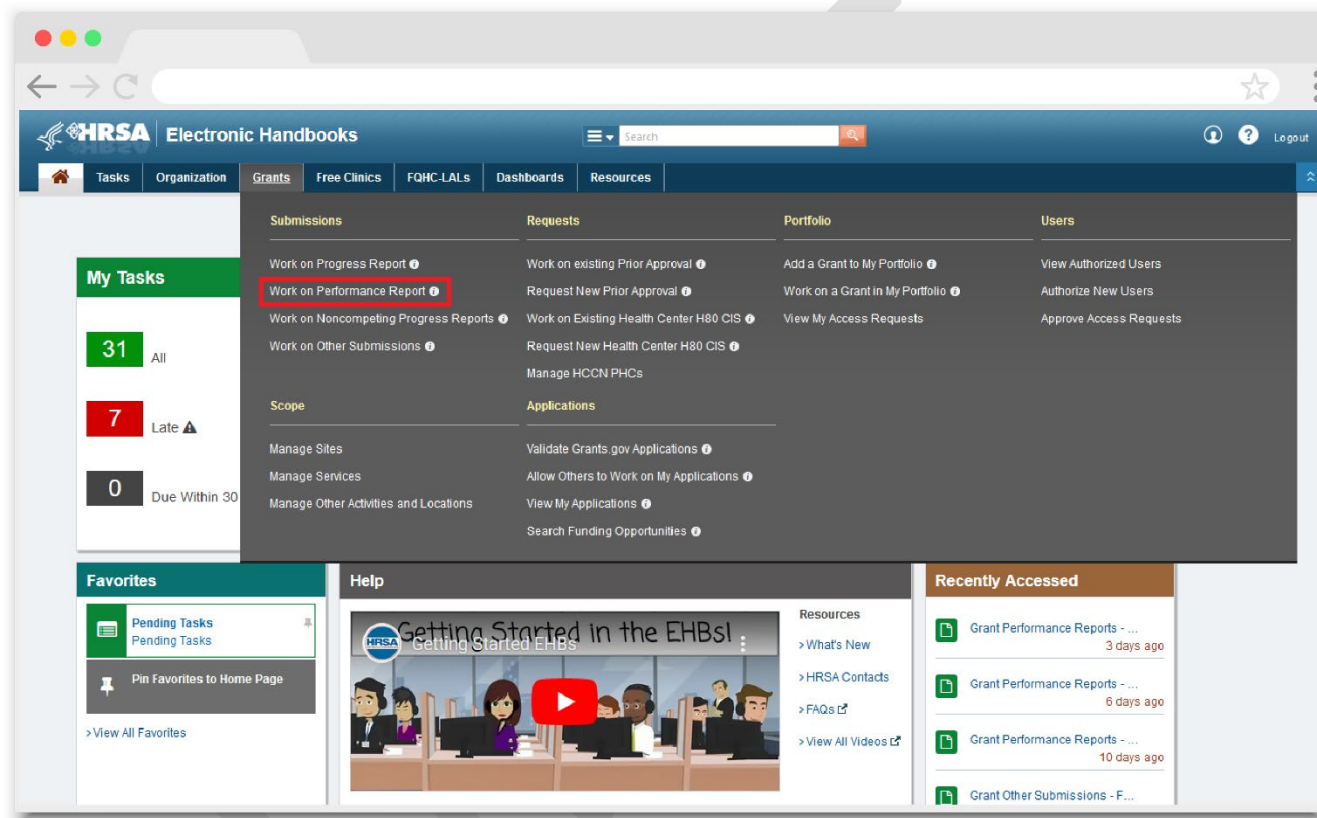 HRSA Electronic Handbooks
Search
Logout
Tasks Organization Grants Free Clinics FQHC-LALs Dashboards Resources
Submissions
Work on Progress Report
Work on Performance Report
Work on Noncompeting Progress Reports
Work on Other Submissions
Requests
Work on existing Prior Approval
Request New Prior Approval
Work on Existing Health Center H80 CIS
Request New Health Center H80 CIS
Manage HCCN PHCs
Portfolio
Add a Grant to My Portfolio
Work on a Grant in My Portfolio
View My Access Requests
Users
View Authorized Users
Authorize New Users
Approve Access Requests
Scope
Manage Sites
Manage Services
Manage Other Activities and Locations
Applications
Validate Grants.gov Applications
Allow Others to Work on My Applications
View My Applications
Search Funding Opportunities
My Tasks
31 All
7 Late
0 Due Within 30
Favorites
Pending Tasks
Pending Tasks
Pin Favorites to Home Page
>View All Favorites
Help
Getting Started in the EHBs!
HRSA Getting Started EHBs
Resources
>What's New
>HRSA Contacts
>FAQs
>View All Videos
Recently Accessed
Grant Performance Reports - ...
3 days ago
Grant Performance Reports - ...
6 days ago
Grant Performance Reports - ...
10 days ago
Grant Other Submissions - F...